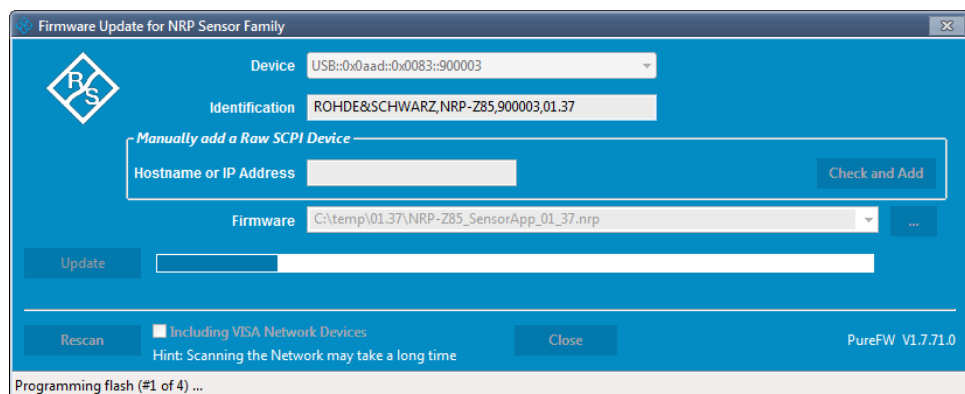 Firmware Update for NRP Sensor Family
R
S
Device USB::0x0aad::0x0083::900003
Identification ROHDE&SCHWARZ,NRP-Z85,900003,01.37
Manually add a Raw SCPI Device
Hostname or IP Address Check and Add
Firmware C:\temp\01.37\NRP-Z85_SensorApp_01_37.nrp ...
Update
Rescan Including VISA Network Devices Close PureFW V1.7.71.0
Hint: Scanning the Network may take a long time
Programming flash (#1 of 4) ...